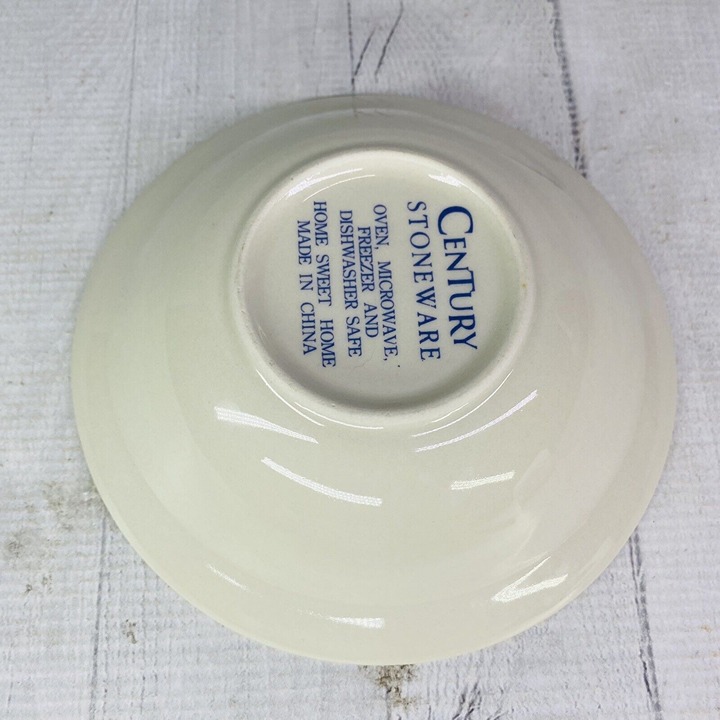 CENTURY
STONEWARE
OVEN, MICROWAVE,
FREEZER AND
DISHWASHER SAFE
HOME SWEET HOME
MADE IN CHINA